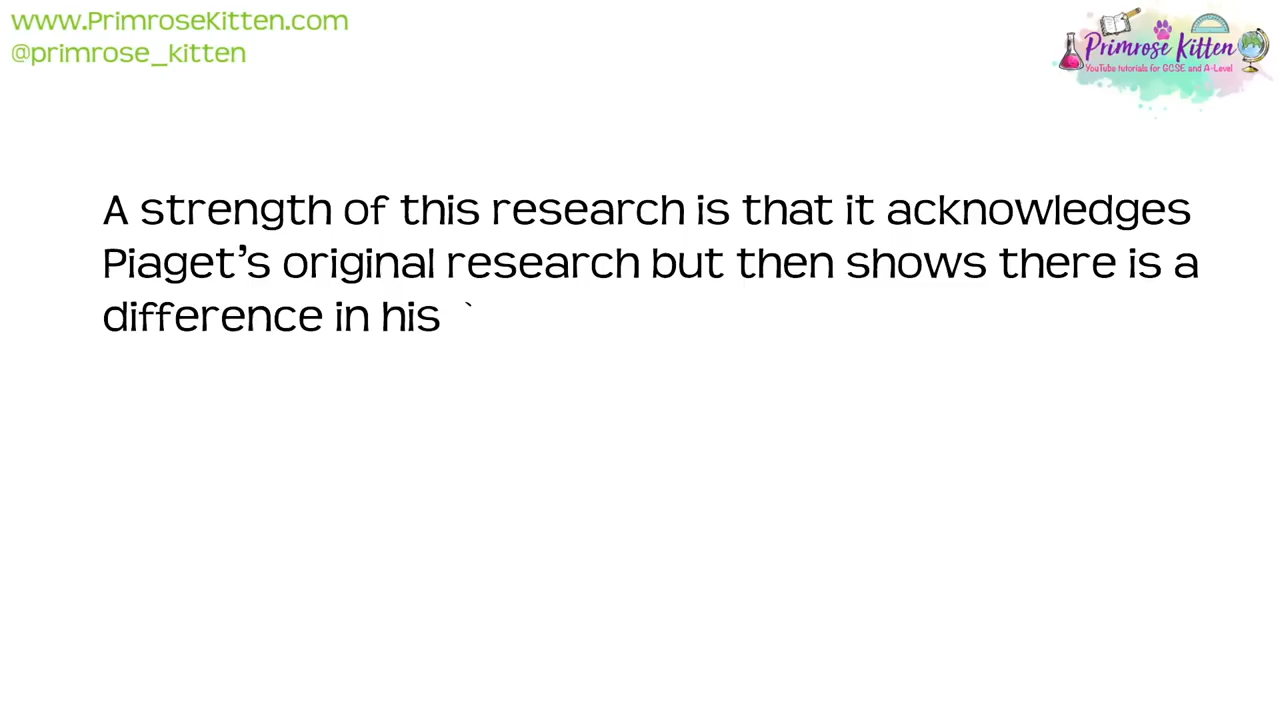 www.PrimroseKitten.com
@primrose_kitten
Primrose Kitten
YouTube tutorials for GCSE and A-Level
A strength of this research is that it acknowledges
Piaget’s original research but then shows there is a
difference in his